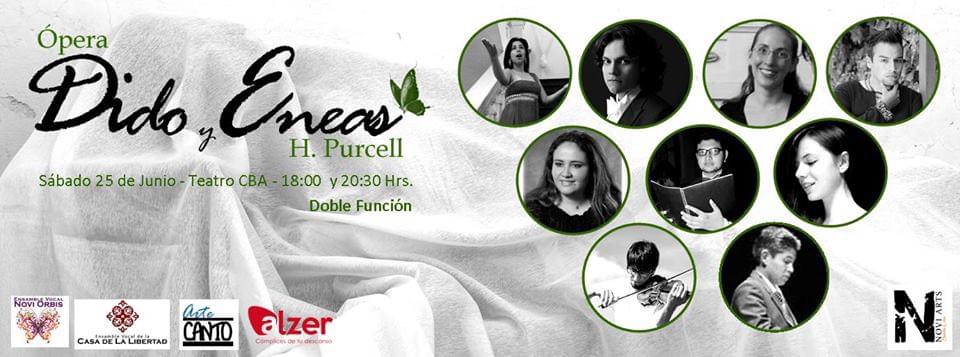 Ópera
Dido y Eneas
H. Purcell
Sábado 25 de Junio - Teatro CBA - 18:00 y 20:30 Hrs.
Doble Función
ENSAMBLE VOCAL
NOVI ORBIS
Ensamble Vocal de la
CASA DE LA LIBERTAD
Arte
CANTO
alzer
Cómplices de tu descanso
N
NOVI ARTS